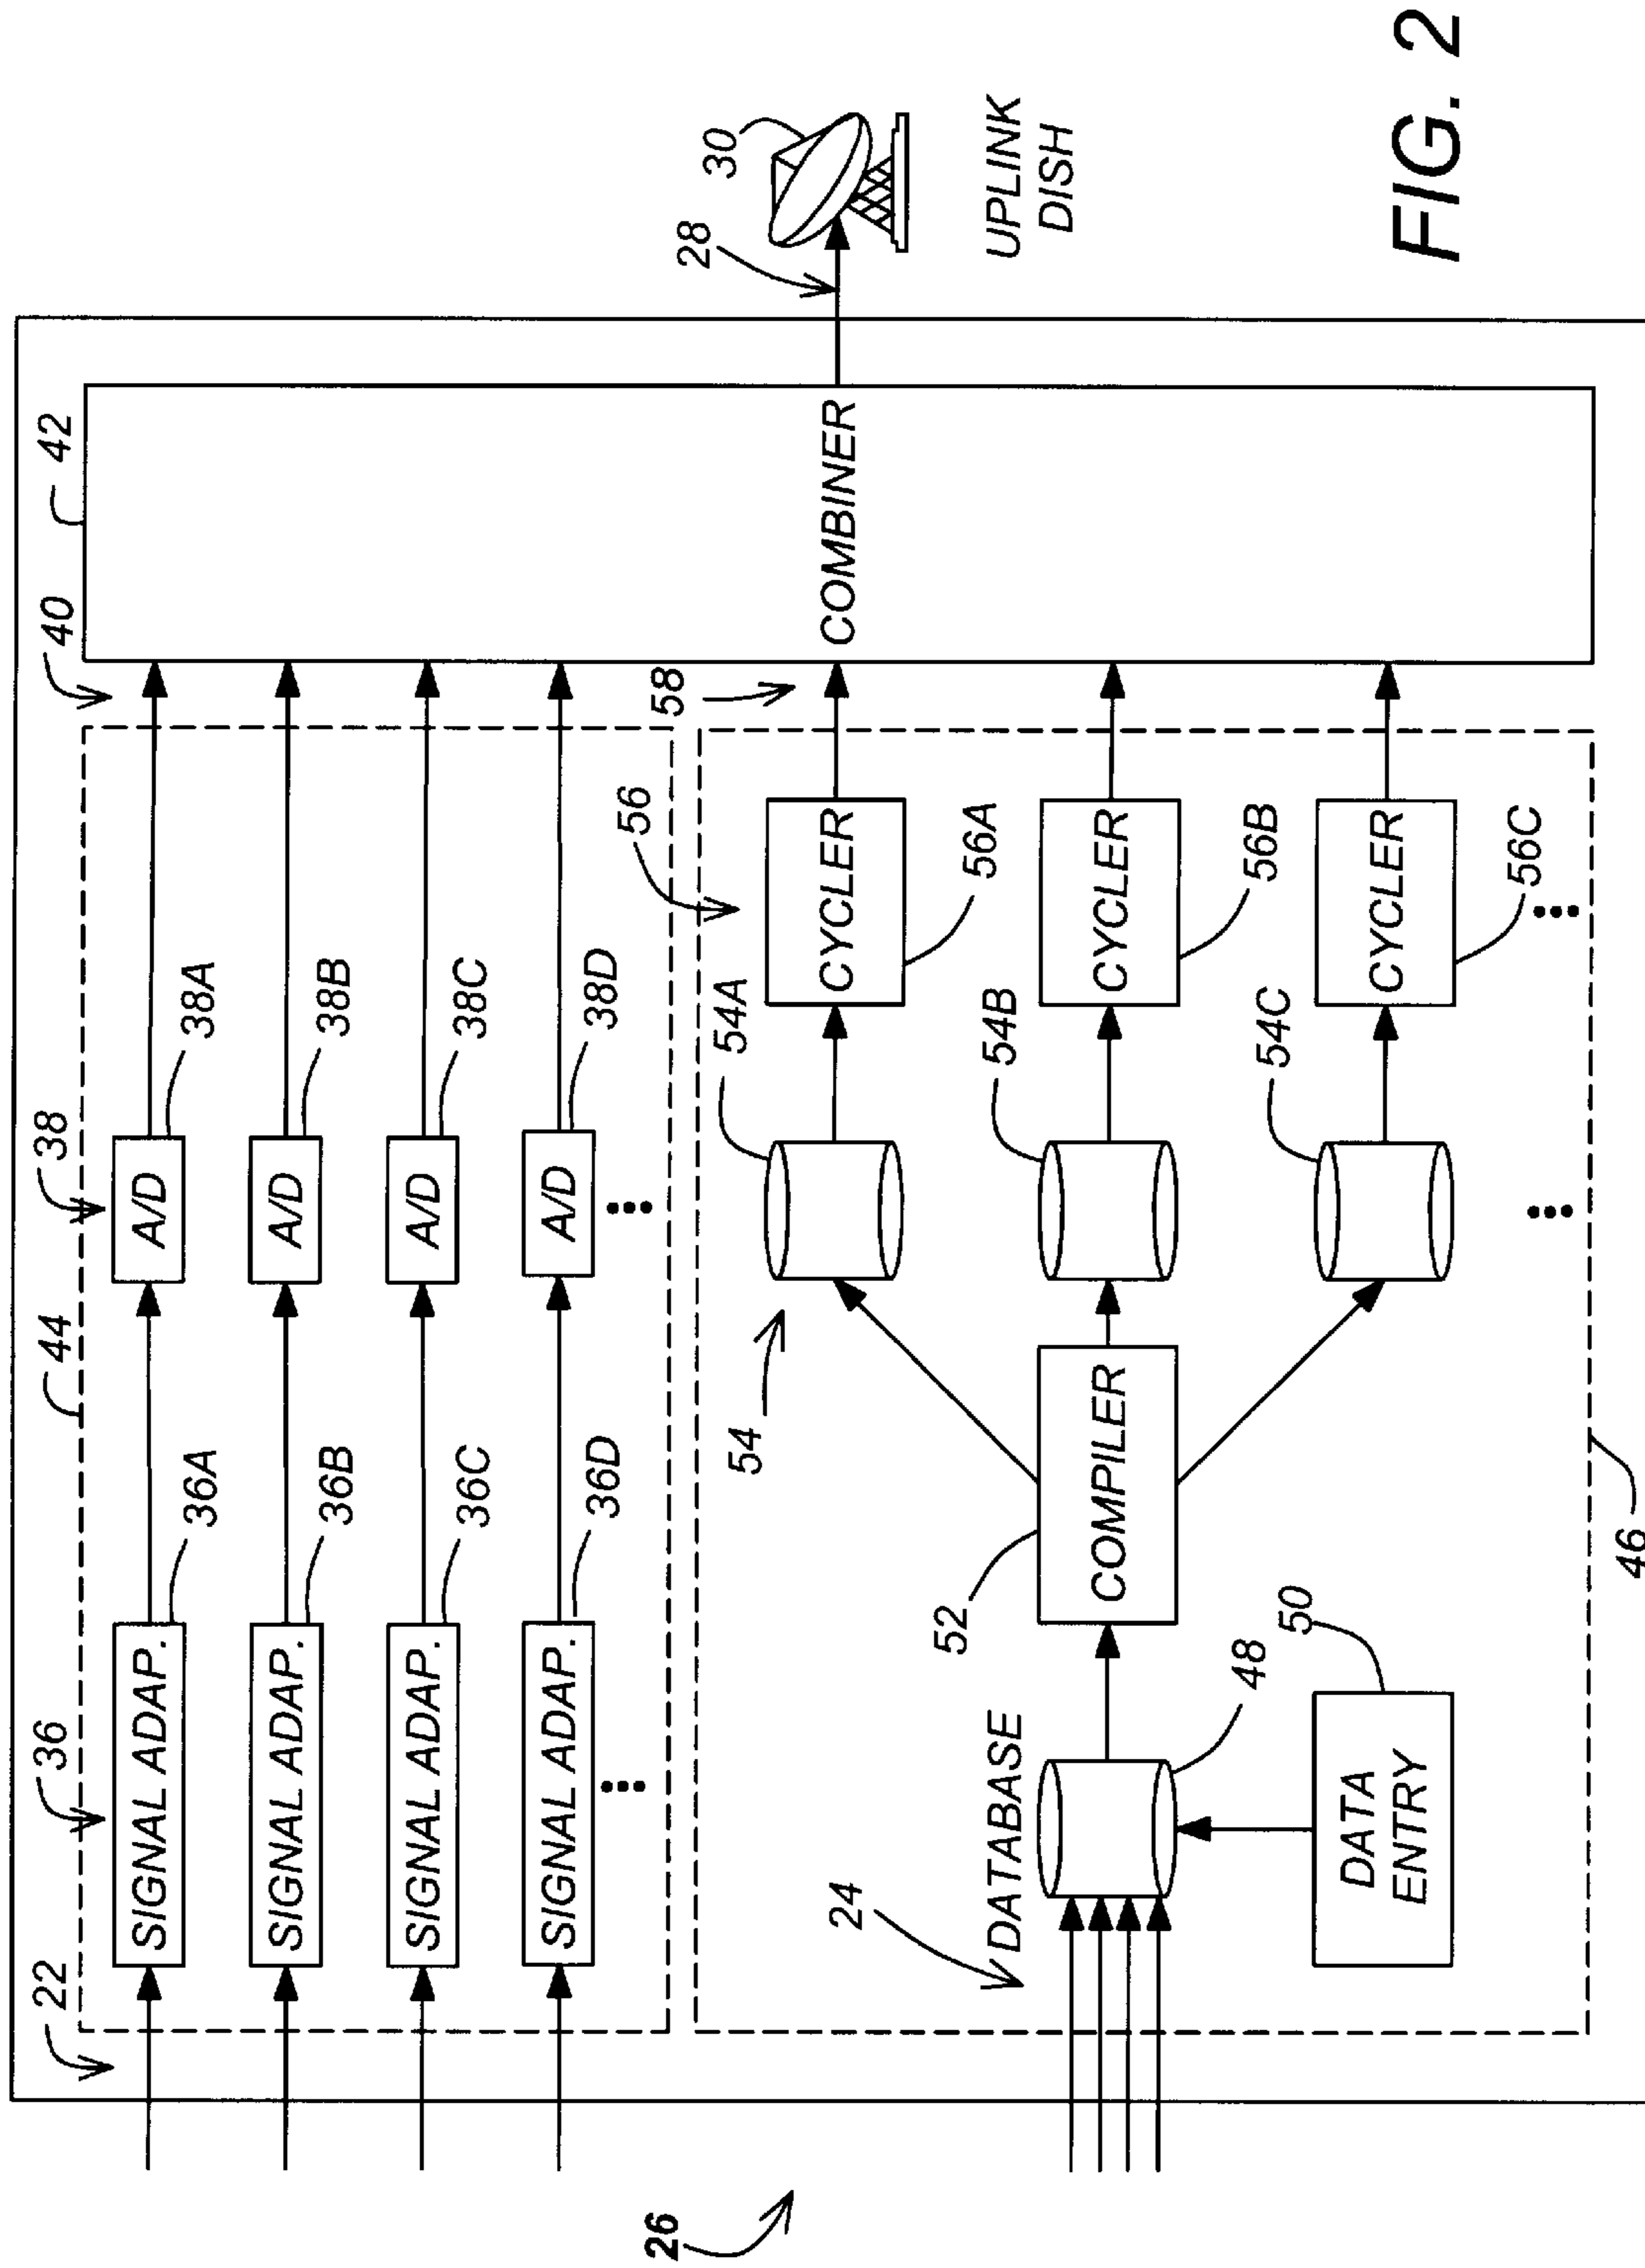 22
36
44
38
40
42
SIGNAL ADAP.
36A
A/D
38A
SIGNAL ADAP.
36B
A/D
38B
SIGNAL ADAP.
36C
A/D
38C
SIGNAL ADAP.
36D
A/D
38D
26
24
DATABASE
48
DATA
ENTRY
50
52
COMPILER
54
54A
54B
54C
56
CYCLER
56A
CYCLER
56B
CYCLER
56C
58
46
COMBINER
28
30
UPLINK
DISH
FIG. 2